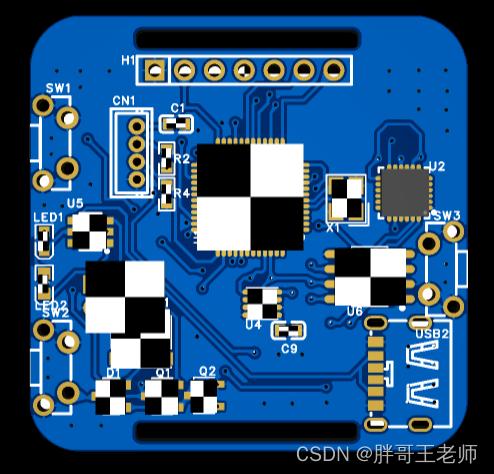 H1
SW1
CN1
C1
R2
R4
U2
X1
U5
LED1
SW3
LED2
SW2
U4
U6
C9
USB2
D1
Q1
Q2
CSDN @胖哥王老师